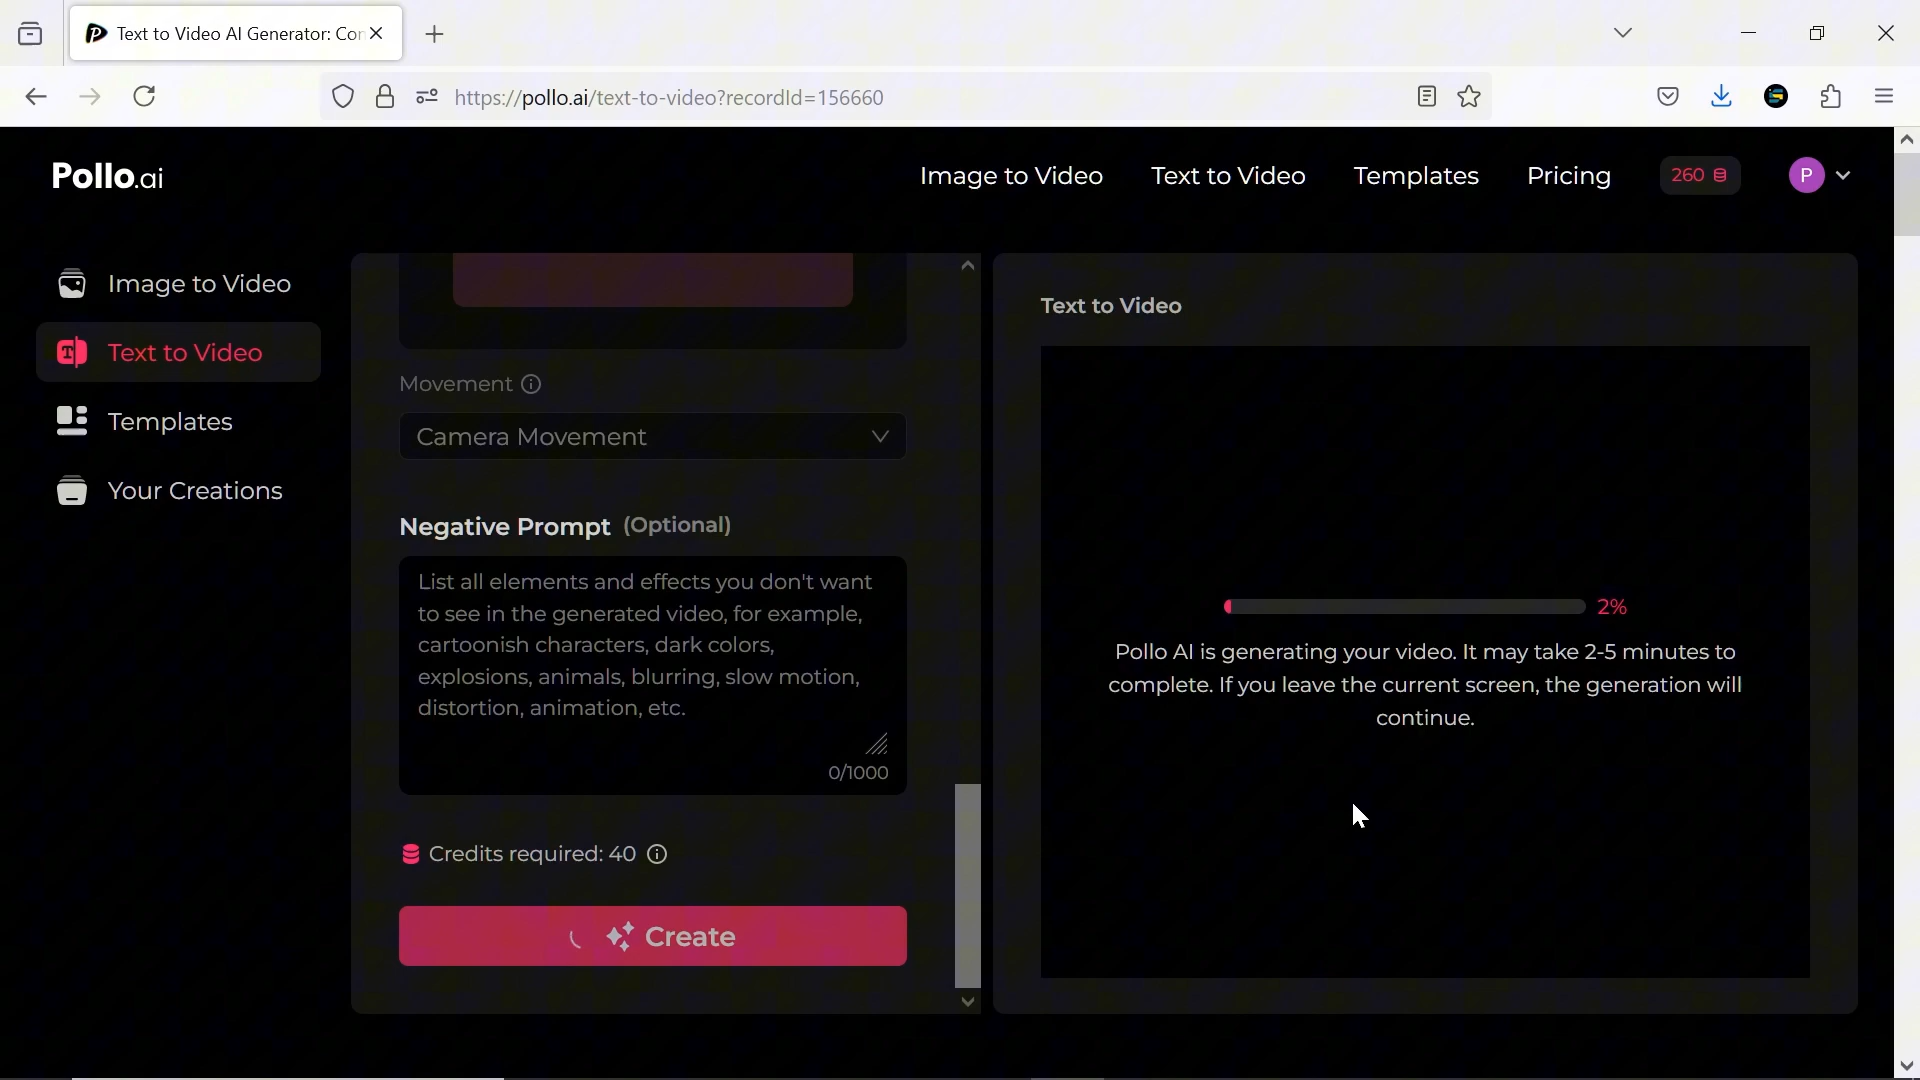 Text to Video AI Generator: Con
https://pollo.ai/text-to-video?recordId=156660
Pollo.ai
Image to Video
Text to Video
Templates
Pricing
260
P
Image to Video
Text to Video
Templates
Your Creations
Movement
Camera Movement
Negative Prompt (Optional)
List all elements and effects you don't want
to see in the generated video, for example,
cartoonish characters, dark colors,
explosions, animals, blurring, slow motion,
distortion, animation, etc.
0/1000
Credits required: 40
Create
Text to Video
2%
Pollo AI is generating your video. It may take 2-5 minutes to
complete. If you leave the current screen, the generation will
continue.